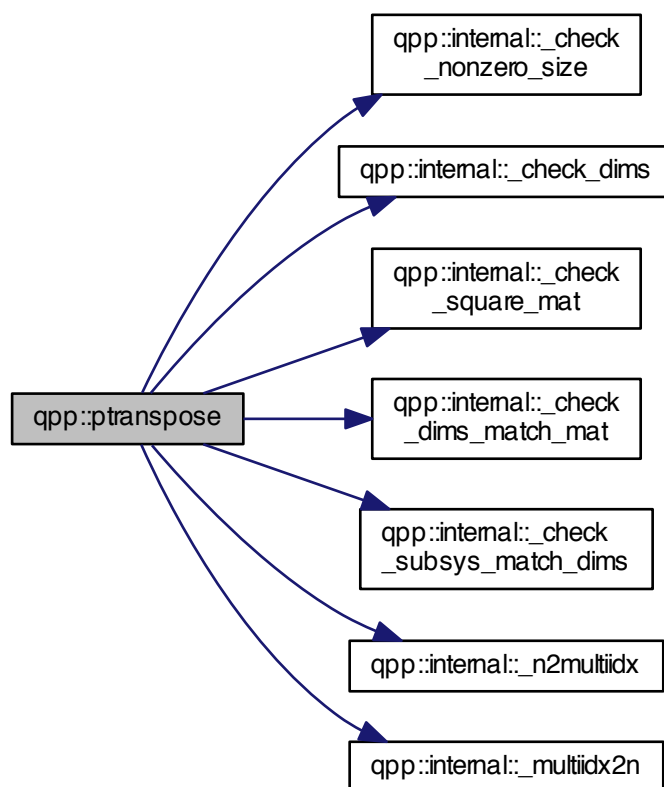 qpp::internal::_check
_nonzero_size
qpp::internal::_check_dims
qpp::internal::_check
_square_mat
qpp::ptranspose
qpp::internal::_check
_dims_match_mat
qpp::internal::_check
_subsys_match_dims
qpp::internal::_n2multiidx
qpp::internal::_multiidx2n